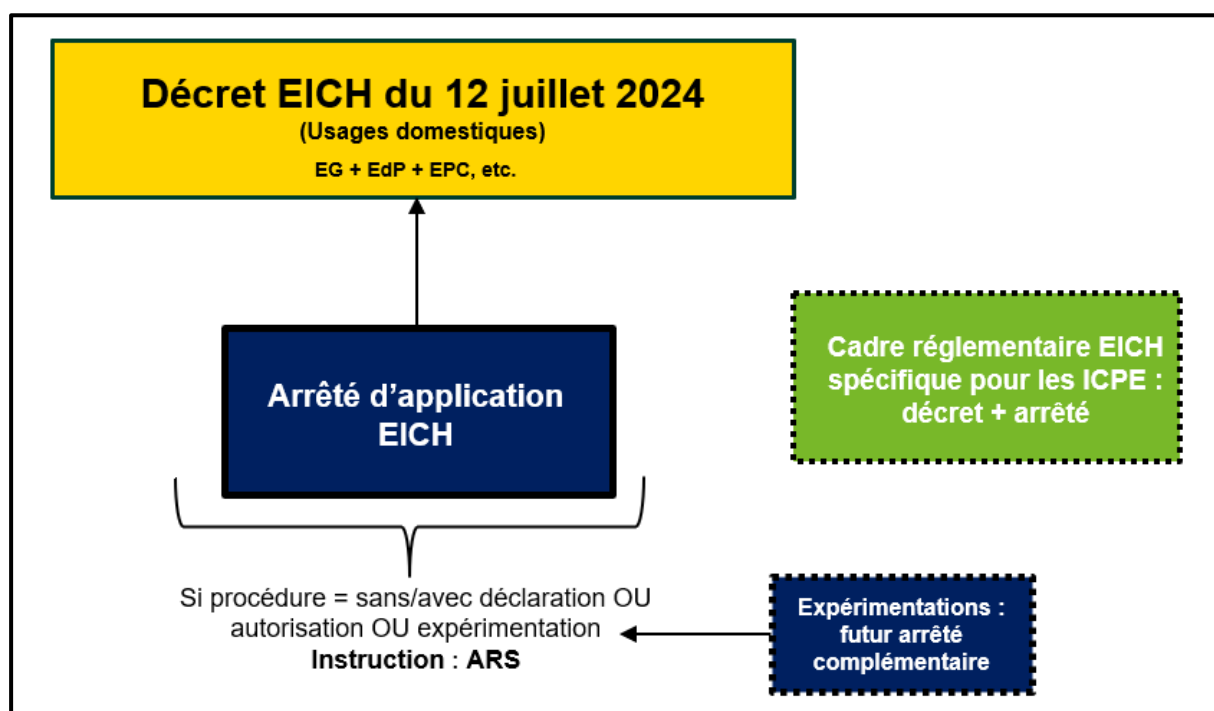 Décret EICH du 12 juillet 2024
(Usages domestiques)
EG + EdP + EPC, etc.
Arrêté d’application
EICH
Cadre réglementaire EICH
spécifique pour les ICPE :
décret + arrêté
Si procédure = sans/avec déclaration OU
autorisation OU expérimentation
Instruction : ARS
Expérimentations :
futur arrêté
complémentaire